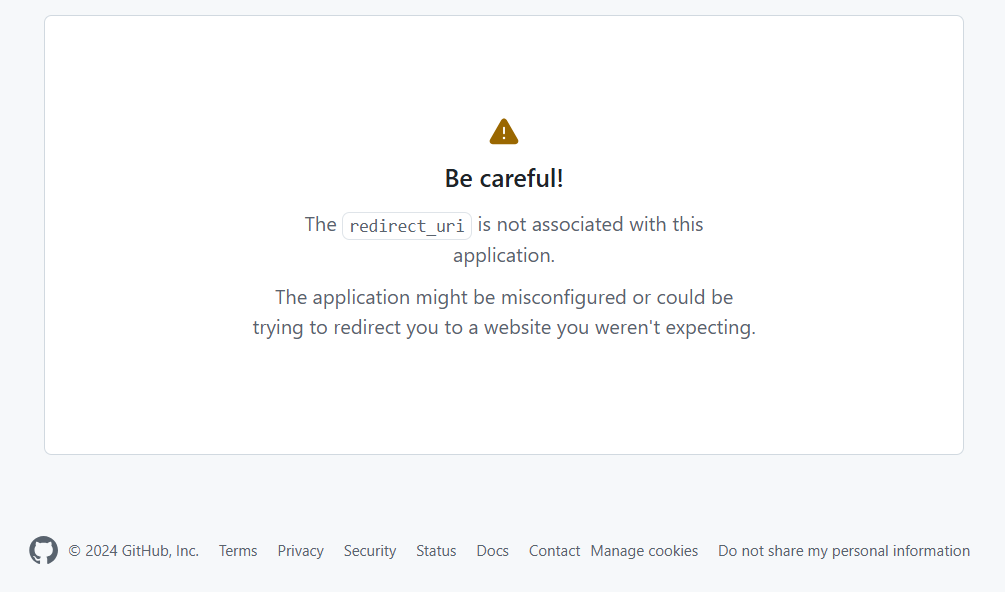 Be careful!
The redirect_uri is not associated with this
application.
The application might be misconfigured or could be
trying to redirect you to a website you weren't expecting.
© 2024 GitHub, Inc. Terms Privacy Security Status Docs Contact Manage cookies Do not share my personal information